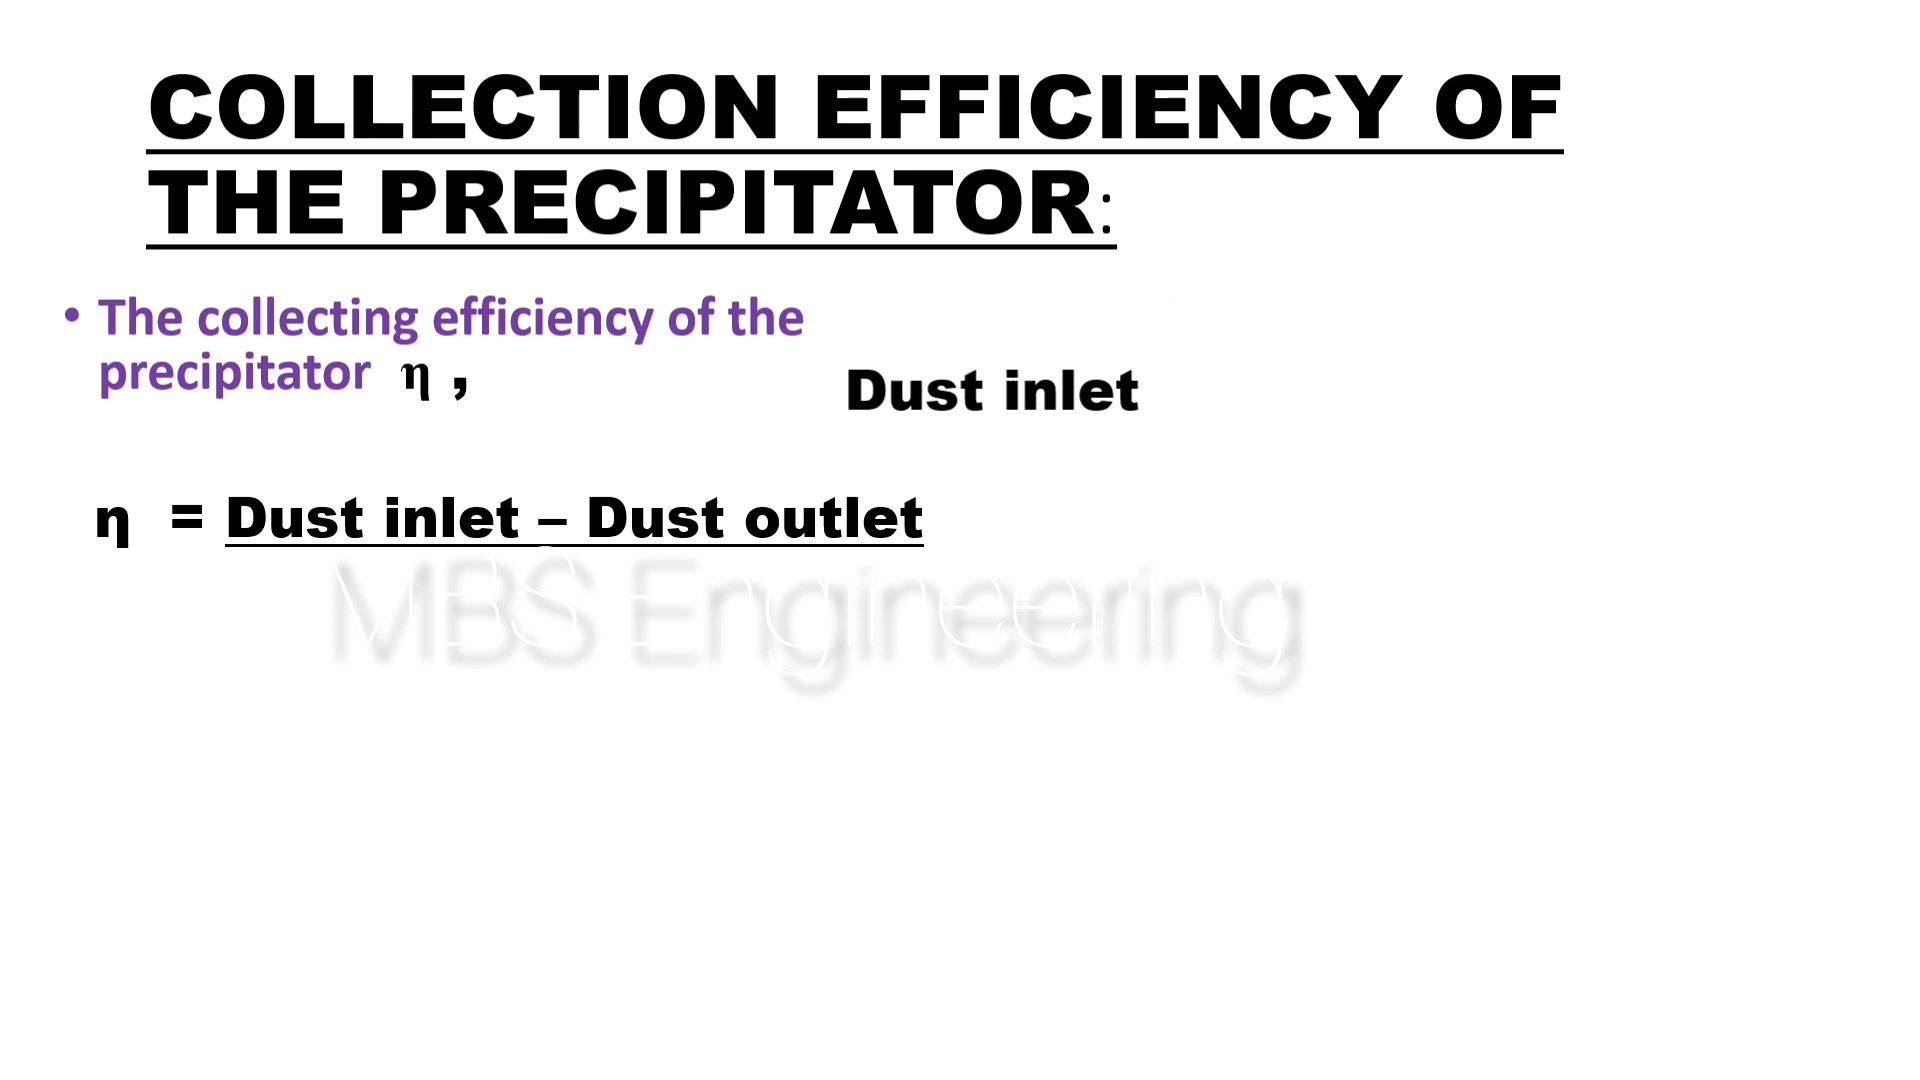 COLLECTION EFFICIENCY OF
THE PRECIPITATOR:
• The collecting efficiency of the
precipitator η ,
Dust inlet
η = Dust inlet – Dust outlet
MBS Engineering